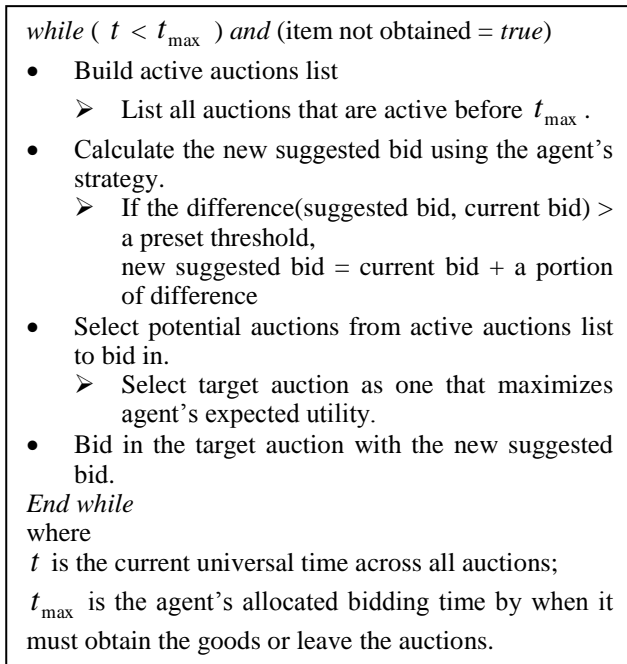 while ( t < t max ) and (item not obtained = true)
• Build active auctions list
➢ List all auctions that are active before t max .
• Calculate the new suggested bid using the agent's
strategy.
➢ If the difference(suggested bid, current bid) >
a preset threshold,
new suggested bid = current bid + a portion
of difference
• Select potential auctions from active auctions list
to bid in.
➢ Select target auction as one that maximizes
agent's expected utility.
• Bid in the target auction with the new suggested
bid.
End while
where
t is the current universal time across all auctions;
t max is the agent's allocated bidding time by when it
must obtain the goods or leave the auctions.